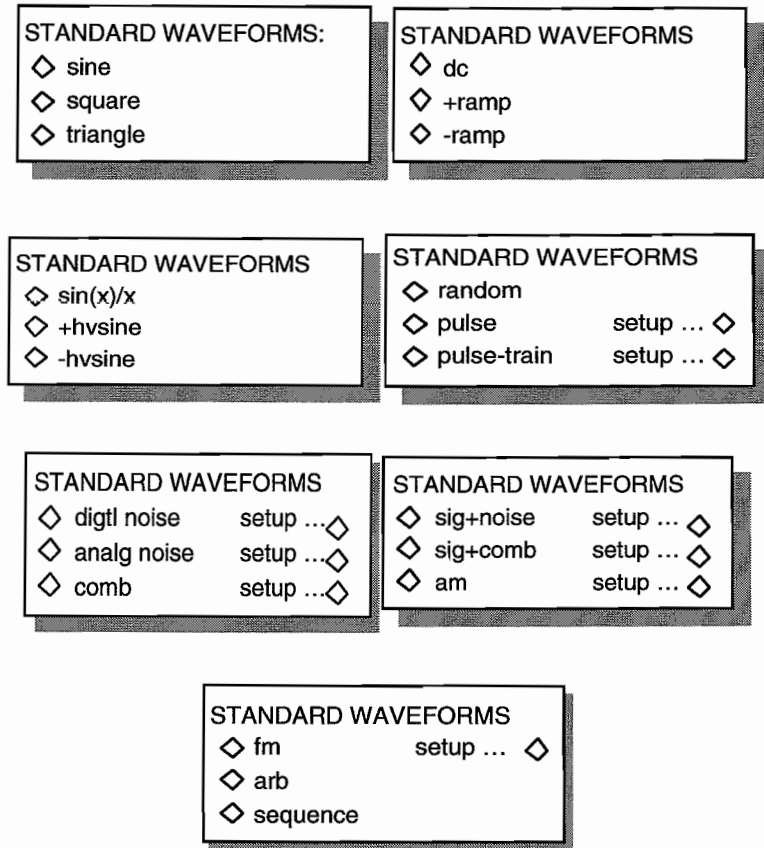 STANDARD WAVEFORMS:
sine
square
triangle
STANDARD WAVEFORMS
dc
+ramp
-ramp
STANDARD WAVEFORMS
sin(x)/x
+hvsine
-hvsine
STANDARD WAVEFORMS
random
pulse setup ...
pulse-train setup ...
STANDARD WAVEFORMS
digtl noise setup ...
analg noise setup ...
comb setup ...
STANDARD WAVEFORMS
sig+noise setup ...
sig+comb setup ...
am setup ...
STANDARD WAVEFORMS
fm setup ...
arb
sequence